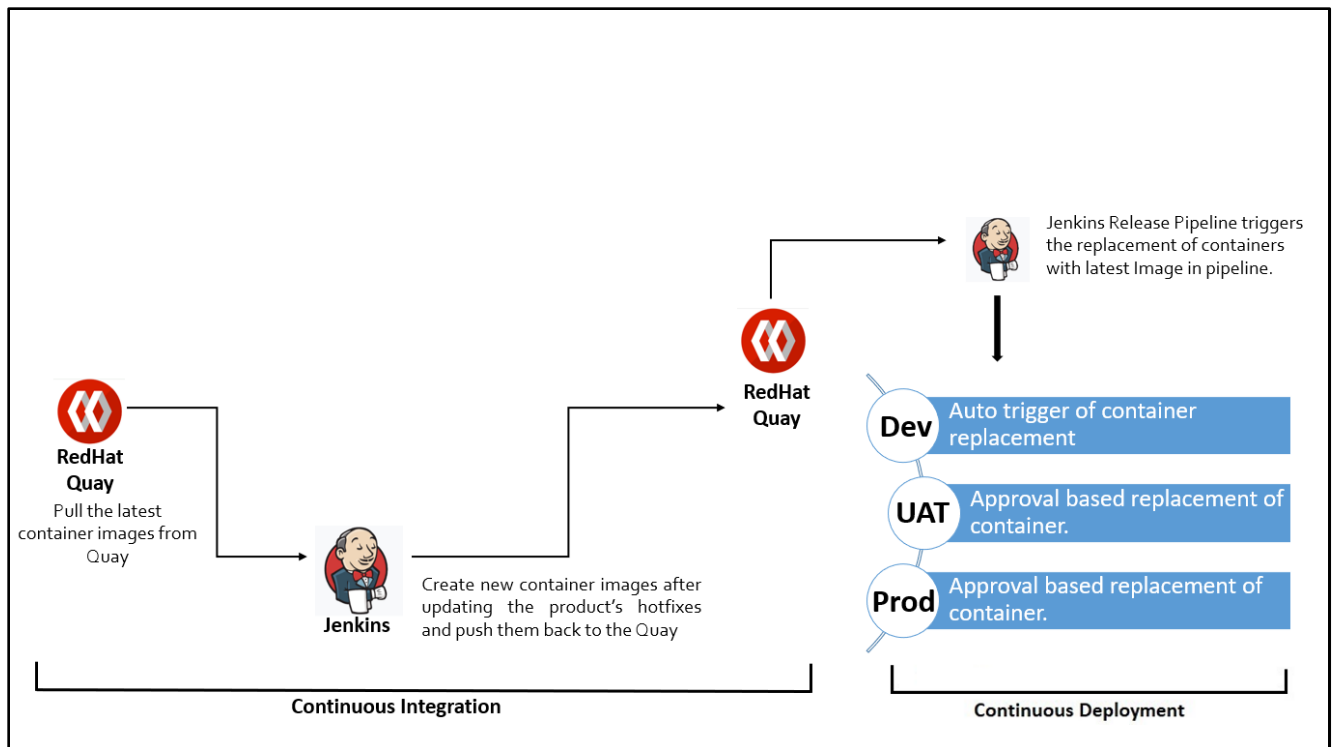 RedHat
Quay
Pull the latest
container images from
Quay
Jenkins
Create new container images after
updating the product's hotfixes
and push them back to the Quay
RedHat
Quay
Continuous Integration
Jenkins Release Pipeline triggers
the replacement of containers
with latest Image in pipeline.
Dev
Auto trigger of container
replacement
UAT
Approval based replacement of
container.
Prod
Approval based replacement of
container.
Continuous Deployment